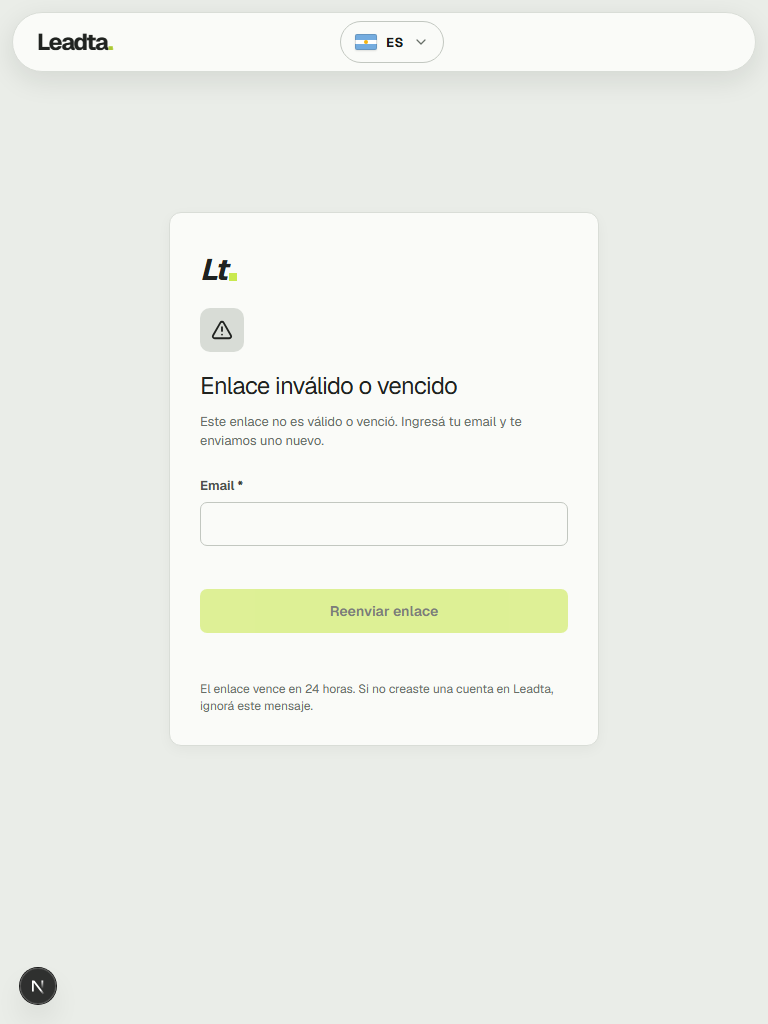 Leadta.
ES
Lt.
Enlace inválido o vencido
Este enlace no es válido o venció. Ingresá tu email y te
enviamos uno nuevo.
Email *
Reenviar enlace
El enlace vence en 24 horas. Si no creaste una cuenta en Leadta,
ignorá este mensaje.
N